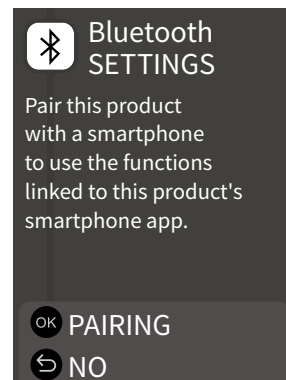 Bluetooth
SETTINGS
Pair this product
with a smartphone
to use the functions
linked to this product's
smartphone app.
OK PAIRING
NO